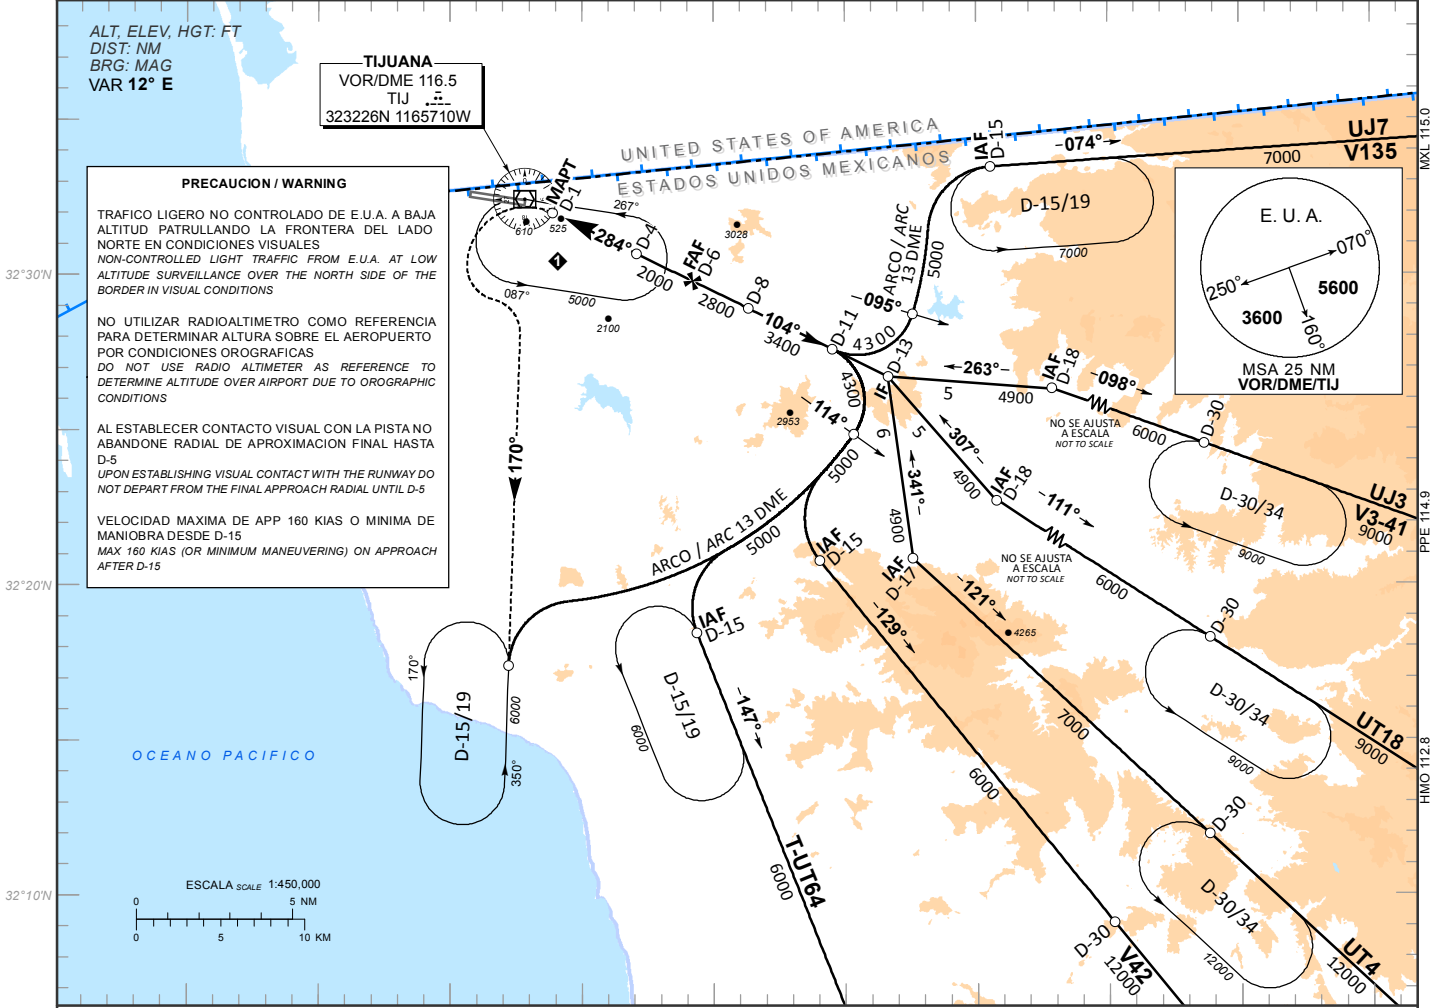 ALT, ELEV, HGT: FT
DIST: NM
BRG: MAG
VAR 12° E
TIJUANA
VOR/DME 116.5
TIJ
323226N 1165710W
PRECAUCION / WARNING
TRAFICO LIGERO NO CONTROLADO DE E.U.A. A BAJA
ALTITUD PATRULLANDO LA FRONTERA DEL LADO
NORTE EN CONDICIONES VISUALES
NON-CONTROLLED LIGHT TRAFFIC FROM E.U.A. AT LOW
ALTITUDE SURVEILLANCE OVER THE NORTH SIDE OF THE
BORDER IN VISUAL CONDITIONS
NO UTILIZAR RADIOALTIMETRO COMO REFERENCIA
PARA DETERMINAR ALTURA SOBRE EL AEROPUERTO
POR CONDICIONES OROGRAFICAS
DO NOT USE RADIO ALTIMETER AS REFERENCE TO
DETERMINE ALTITUDE OVER AIRPORT DUE TO OROGRAPHIC
CONDITIONS
AL ESTABLECER CONTACTO VISUAL CON LA PISTA NO
ABANDONE RADIAL DE APROXIMACION FINAL HASTA
D-5
UPON ESTABLISHING VISUAL CONTACT WITH THE RUNWAY DO
NOT DEPART FROM THE FINAL APPROACH RADIAL UNTIL D-5
VELOCIDAD MAXIMA DE APP 160 KIAS O MINIMA DE
MANIOBRA DESDE D-15
MAX 160 KIAS (OR MINIMUM MANEUVERING) ON APPROACH
AFTER D-15
UNITED STATES OF AMERICA
ESTADOS UNIDOS MEXICANOS
MAPT
D-1
610
525
267°
284°
D-4
1
087°
5000
2000
FAF
D-6
3028
2100
2800
D-8
104°
3400
D-11
4300
ARCO / ARC
13 DME
5000
095°
IAF
D-15
074°
7000
UJ7
V135
MXL 115.0
D-15/19
7000
E. U. A.
070°
250°
5600
3600
160°
MSA 25 NM
VOR/DME/TIJ
IF
D-13
263°
5
4900
IAF
D-18
098°
NO SE AJUSTA
A ESCALA
NOT TO SCALE
6000
D-30
UJ3
V3-41
9000
PPE 114.9
D-30/34
9000
4300
114°
2953
5000
6
5
307°
4900
IAF
D-18
111°
NO SE AJUSTA
A ESCALA
NOT TO SCALE
6000
D-30
D-30/34
9000
UT18
9000
HMO 112.8
341°
4900
IAF
D-17
121°
4265
7000
D-30
D-30/34
12000
UT4
12000
IAF
D-15
129°
6000
D-30
V42
12000
ARCO / ARC 13 DME
5000
IAF
D-15
147°
D-15/19
6000
T-UT64
6000
170°
170°
D-15/19
6000
350°
OCEANO PACIFICO
ESCALA SCALE 1:450,000
0 5 NM
0 5 10 KM
32°30'N
32°20'N
32°10'N